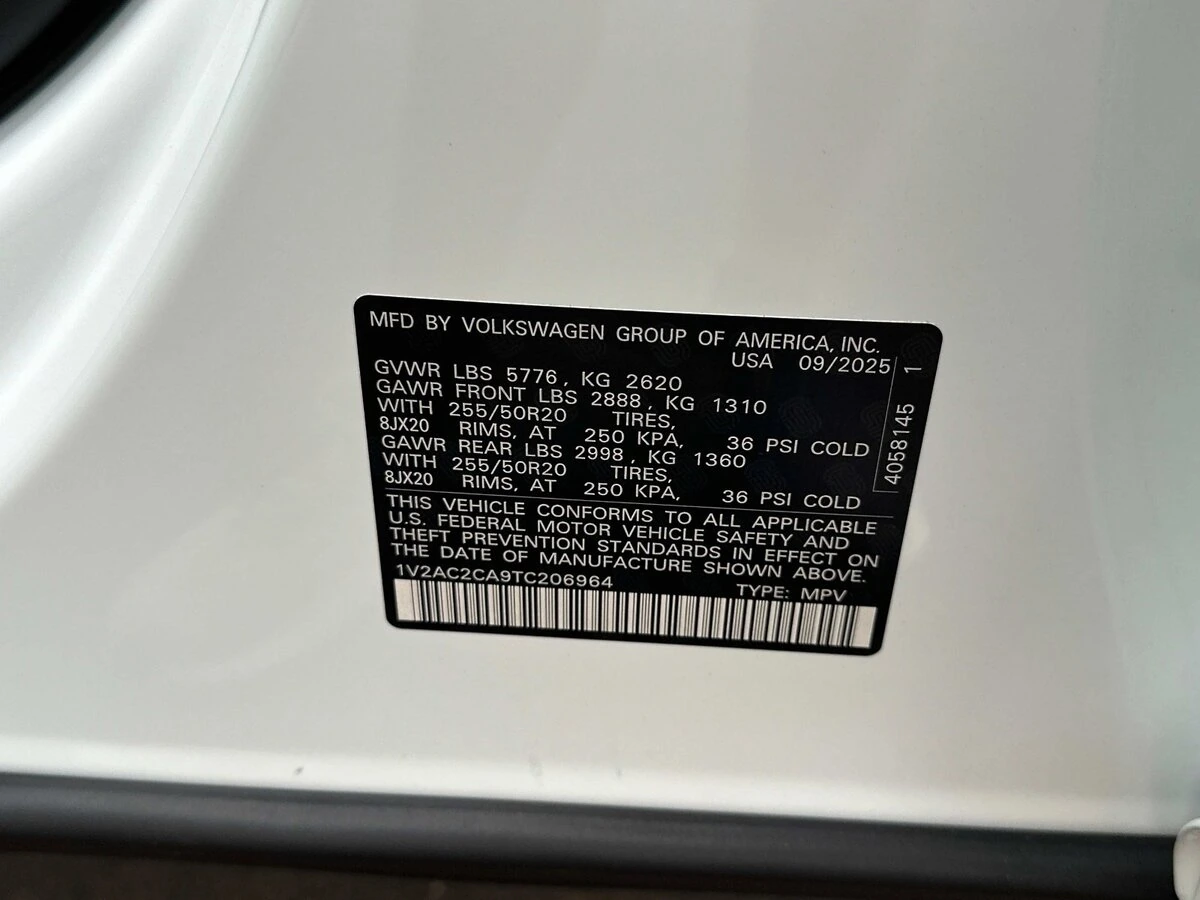 MFD BY VOLKSWAGEN GROUP OF AMERICA, INC.
USA 09/2025
GVWR LBS 5776, KG 2620
GAWR FRONT LBS 2888, KG 1310
WITH 255/50R20 TIRES,
8JX20 RIMS, AT 250 KPA, 36 PSI COLD
GAWR REAR LBS 2998, KG 1360
WITH 255/50R20 TIRES,
8JX20 RIMS, AT 250 KPA, 36 PSI COLD
4058145 1
THIS VEHICLE CONFORMS TO ALL APPLICABLE
U.S. FEDERAL MOTOR VEHICLE SAFETY AND
THEFT PREVENTION STANDARDS IN EFFECT ON
THE DATE OF MANUFACTURE SHOWN ABOVE.
1V2AC2CA9TC206964 TYPE: MPV